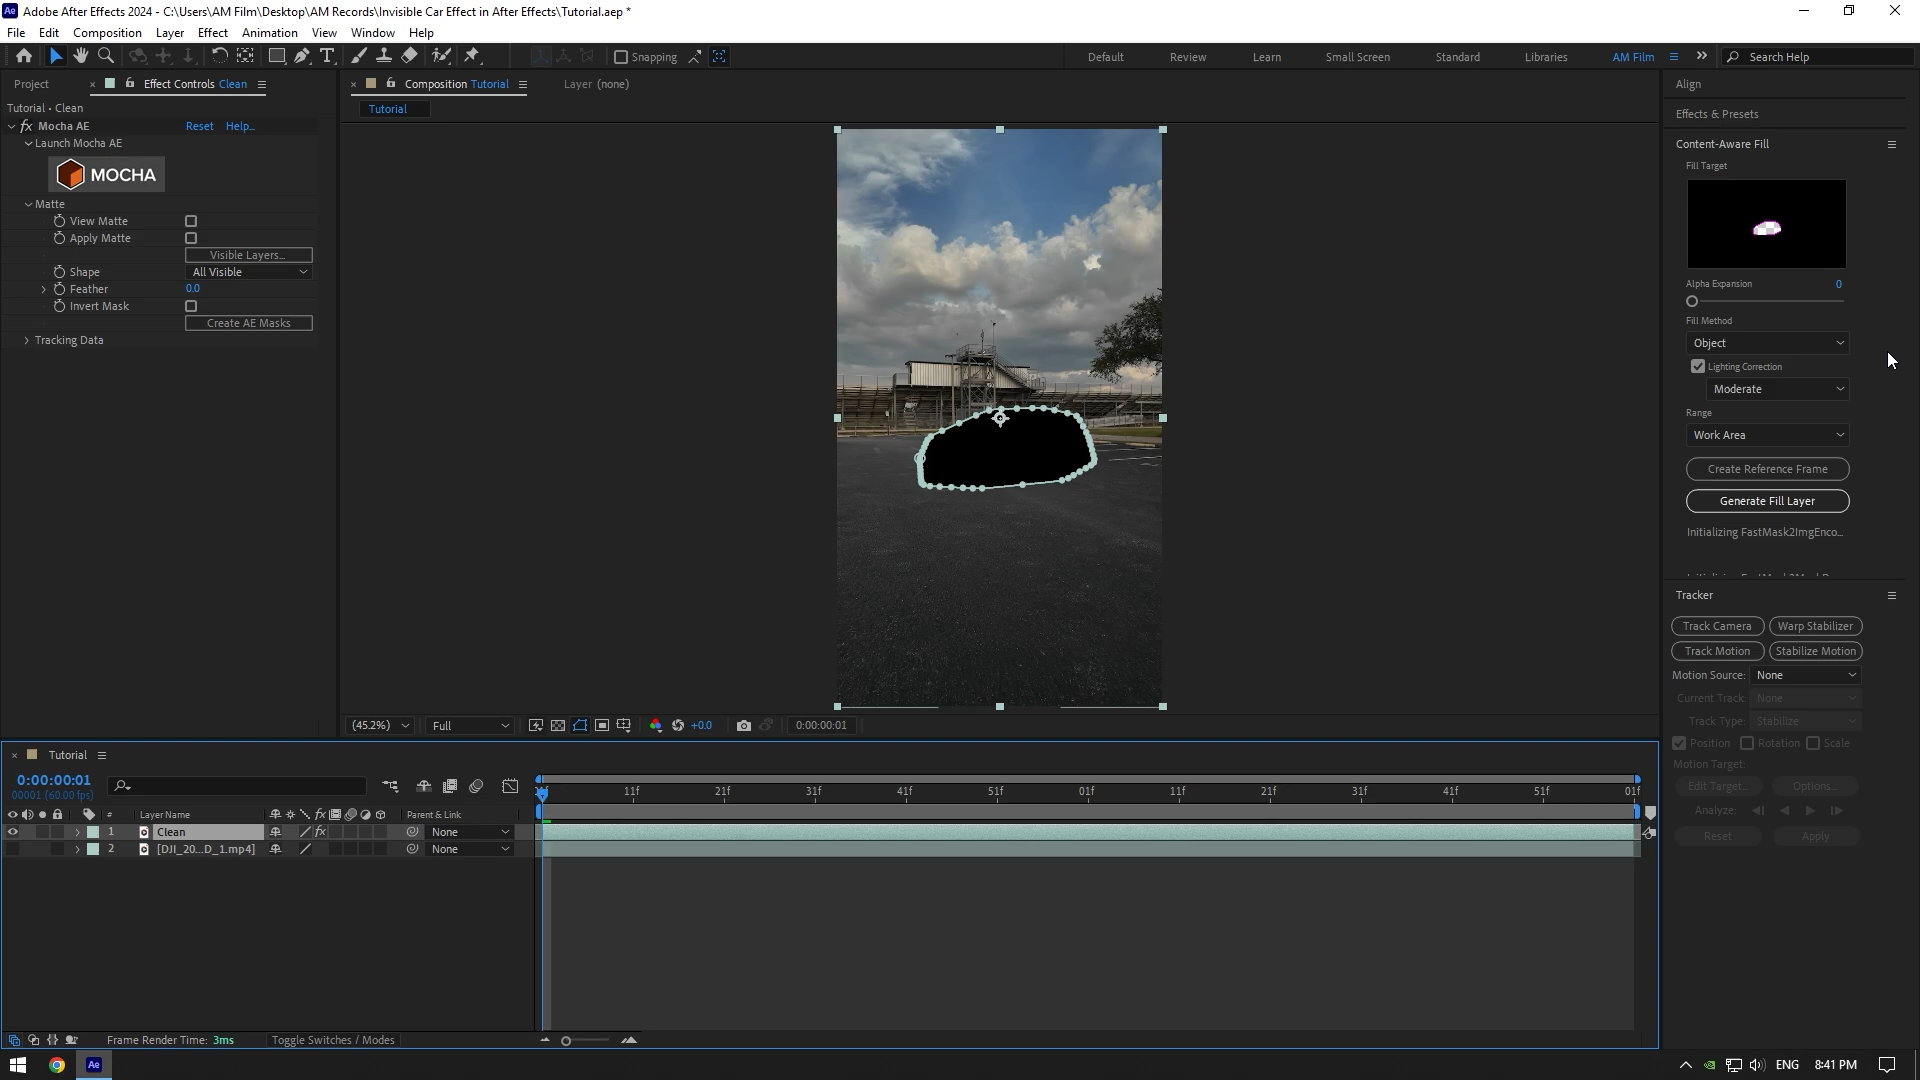 Adobe After Effects 2024 - C:\Users\AM Film\Desktop\AM Records\Invisible Car Effect in After Effects\Tutorial.aep *
File Edit Composition Layer Effect Animation View Window Help
Snapping
Default Review Learn Small Screen Standard Libraries AM Film Search Help
Project Effect Controls Clean
Composition Tutorial Layer (none)
Tutorial • Clean
Tutorial
fx Mocha AE Reset Help...
Launch Mocha AE
MOCHA
Matte
View Matte
Apply Matte
Visible Layers...
Shape All Visible
Feather 0.0
Invert Mask
Create AE Masks
Tracking Data
Align
Effects & Presets
Content-Aware Fill
Fill Target
Alpha Expansion 0
Fill Method
Object
Lighting Correction
Moderate
Range
Work Area
Create Reference Frame
Generate Fill Layer
Initializing FastMask2ImgEnco...
Tracker
Track Camera Warp Stabilizer
Track Motion Stabilize Motion
Motion Source: None
Current Track: None
Track Type: Stabilize
Position Rotation Scale
Motion Target:
Edit Target... Options...
Analyze:
Reset Apply
(45.2%) Full +0.0 0:00:00:01
Tutorial
0:00:00:01
00001 (60.00 fps)
11f 21f 31f 41f 51f 01f 11f 21f 31f 41f 51f 01f
# Layer Name fx Parent & Link
1 Clean fx None
2 [DJI_20...D_1.mp4] None
Frame Render Time: 3ms Toggle Switches / Modes
Ae ENG 8:41 PM